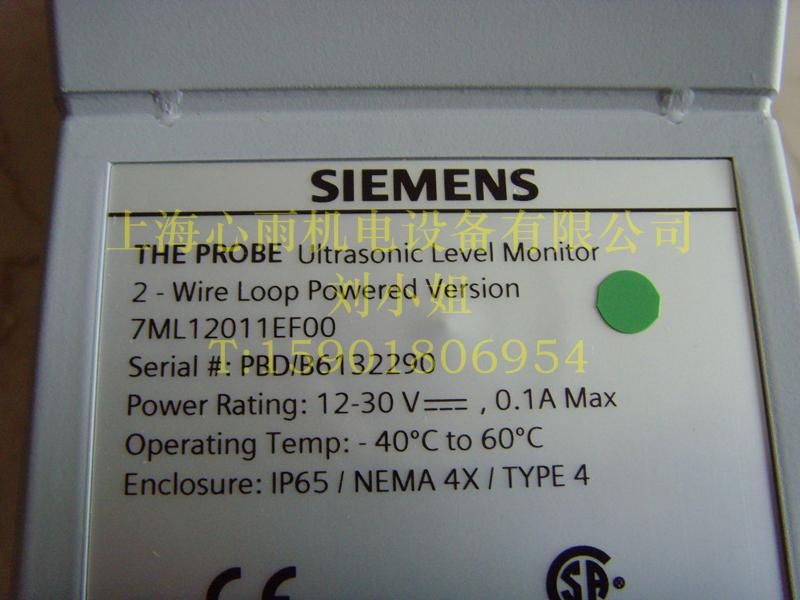 SIEMENS
上海心雨机电设备有限公司
THE PROBE Ultrasonic Level Monitor
刘小姐
2 - Wire Loop Powered Version
7ML12011EF00
T:15901806954
Serial #: PBD/B6132290
Power Rating: 12-30 V⎓ , 0.1A Max
Operating Temp: - 40°C to 60°C
Enclosure: IP65 / NEMA 4X / TYPE 4
CE
SA®